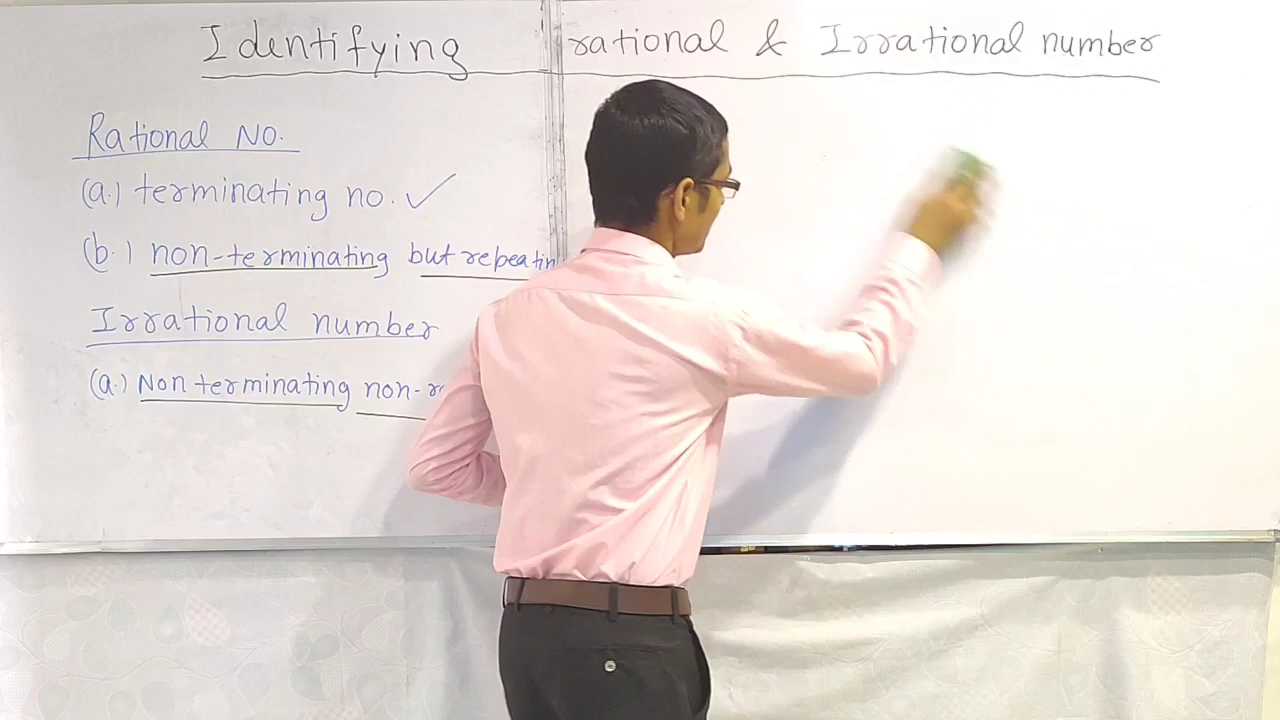 Identifying rational & Irrational number
Rational No.
(a.) terminating no. ✓
(b.) non-terminating but repeatin
Irrational number
(a.) Non terminating non-r